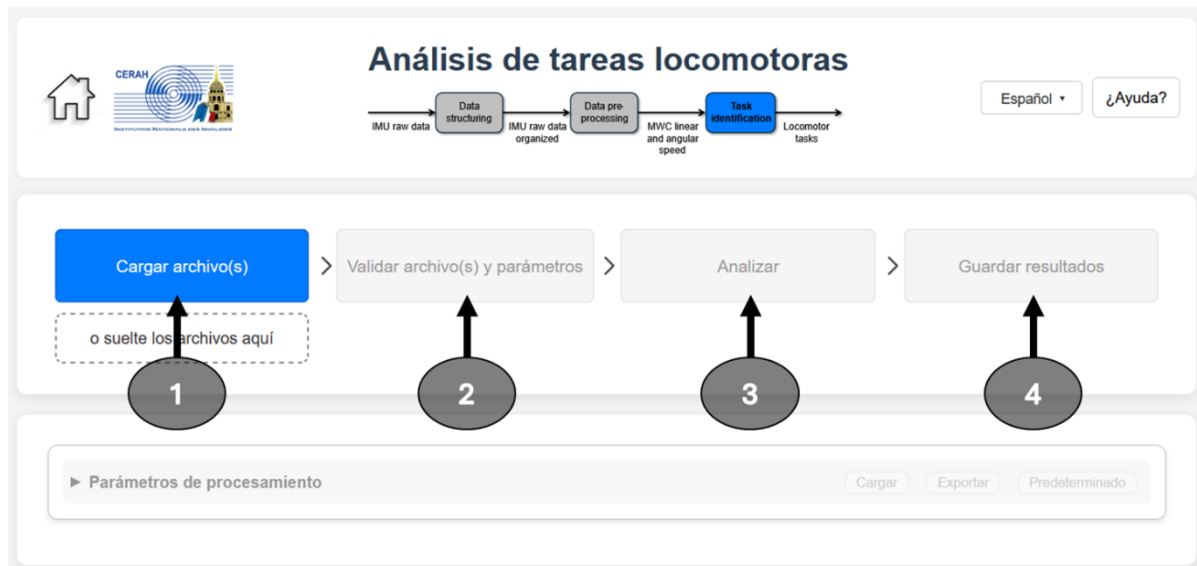 Análisis de tareas locomotoras
CERAH
INSTITUTION NATIONALE DES INVALIDES
IMU raw data
Data
structuring
IMU raw data
organized
Data pre-
processing
MWC linear
and angular
speed
Task
identification
Locomotor
tasks
Español
¿Ayuda?
Cargar archivo(s)
Validar archivo(s) y parámetros
Analizar
Guardar resultados
o suelte los archivos aquí
1
2
3
4
Parámetros de procesamiento
Cargar
Exportar
Predeterminado